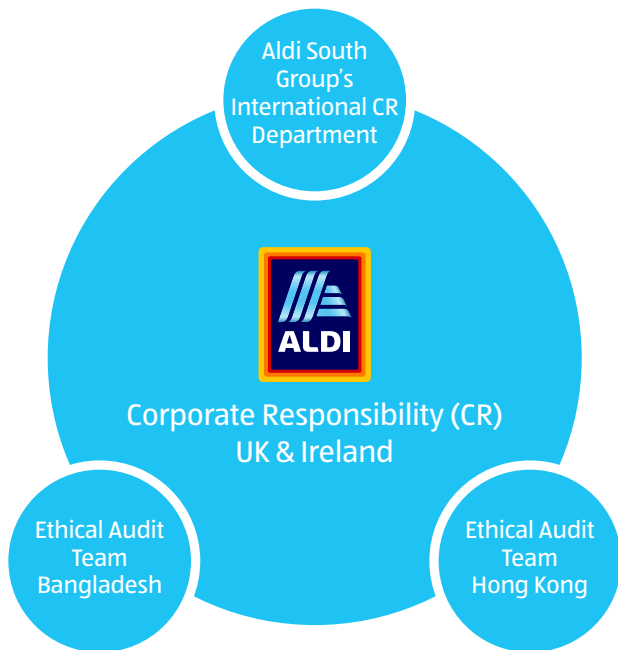 Aldi South
Group’s
International CR
Department
ALDI
Corporate Responsibility (CR)
UK & Ireland
Ethical Audit
Team
Bangladesh
Ethical Audit
Team
Hong Kong